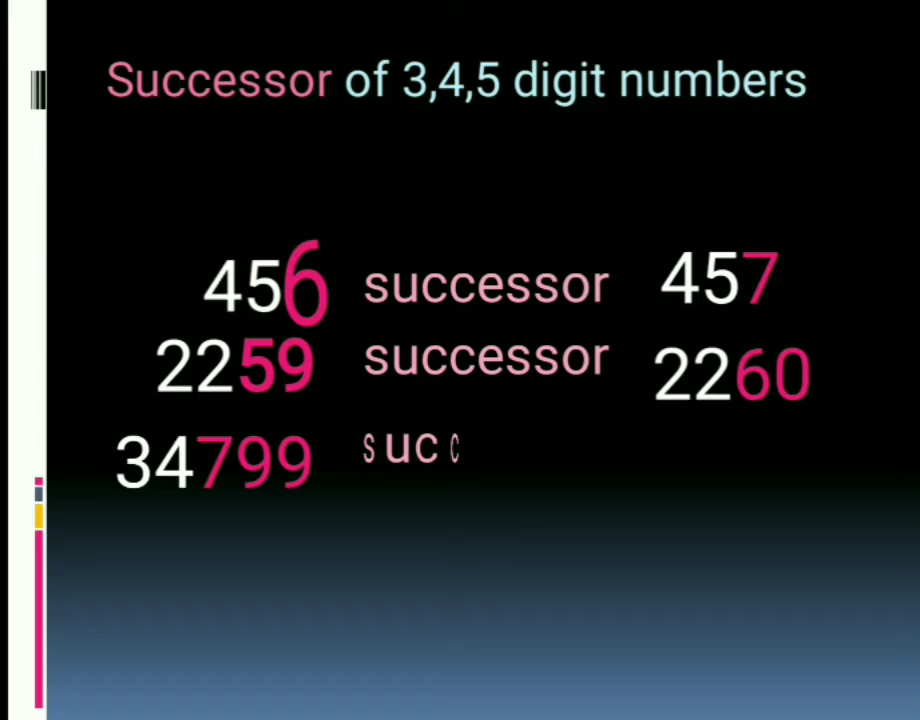 Successor of 3,4,5 digit numbers
456 successor 457
2259 successor 2260
34799 succ